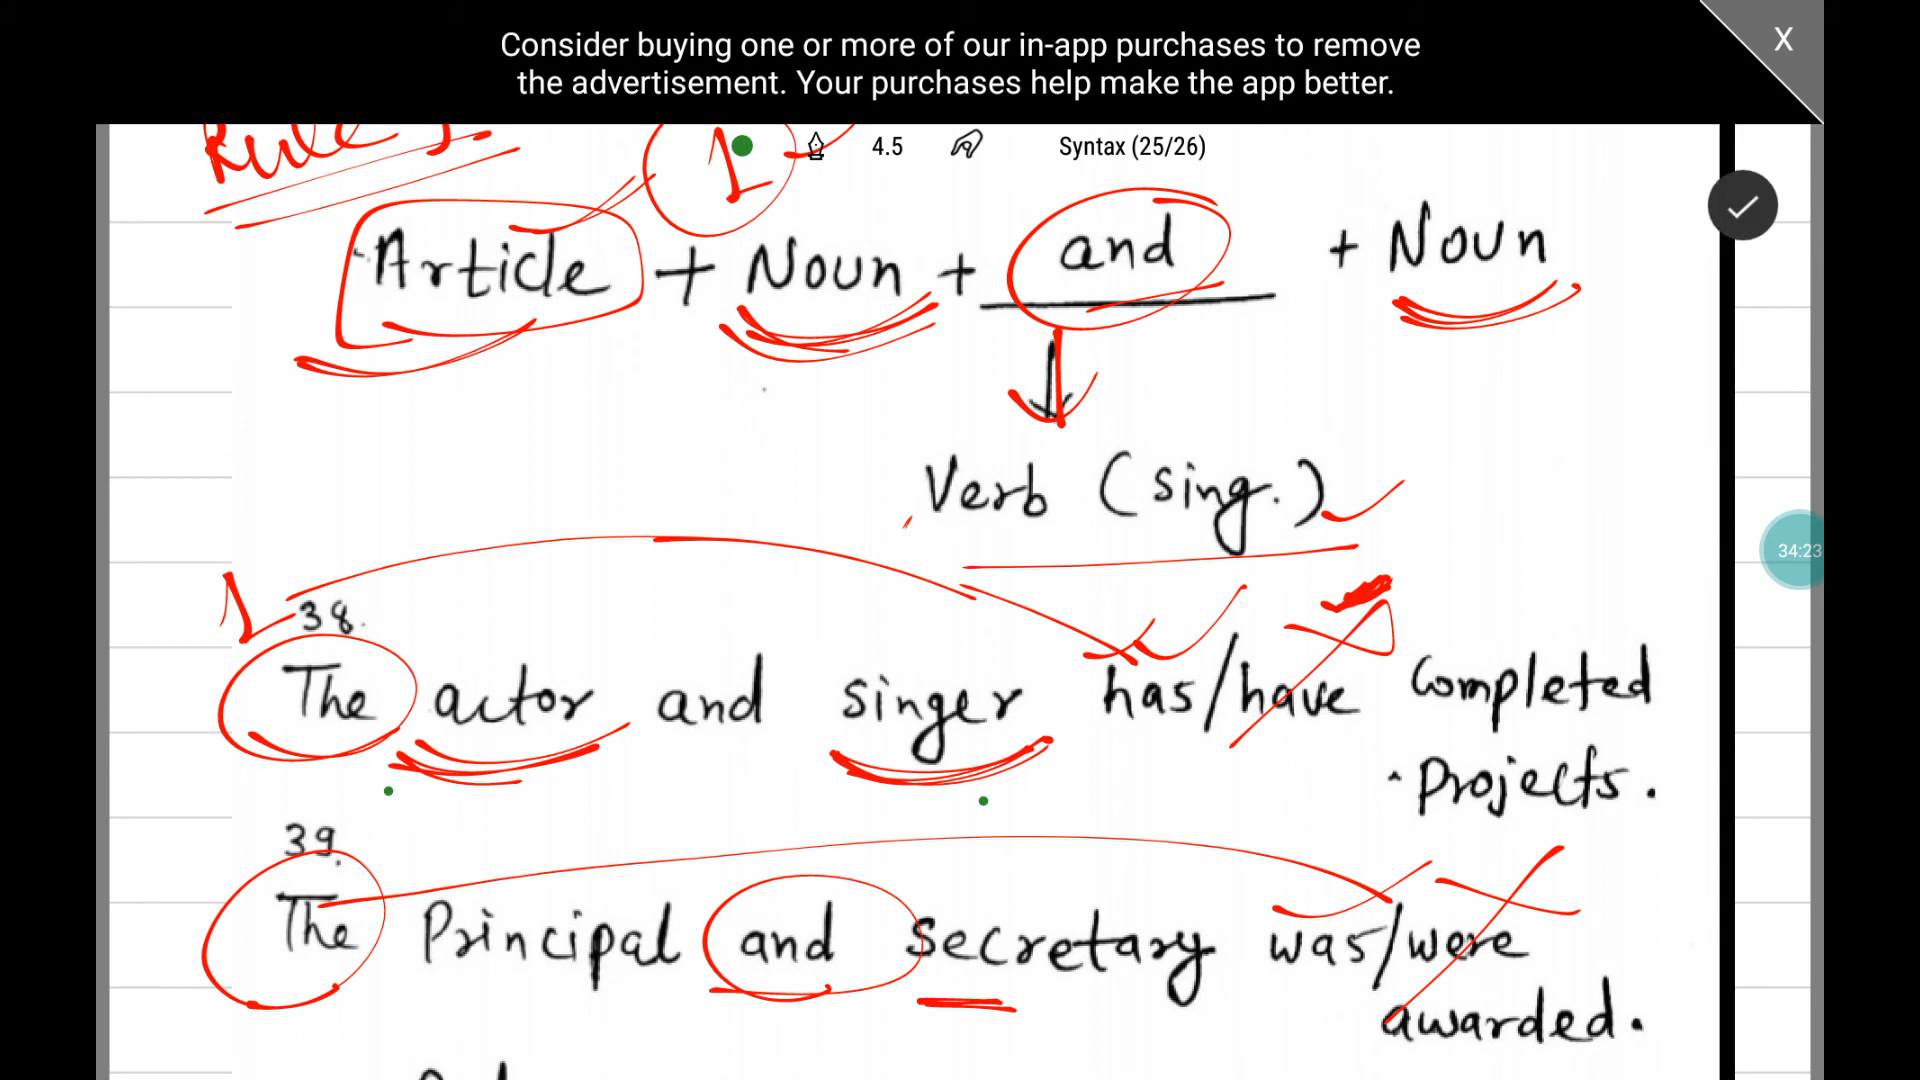 Consider buying one or more of our in-app purchases to remove
the advertisement. Your purchases help make the app better.
X
Rule
1
4.5
Syntax (25/26)
Article + Noun + and + Noun
Verb (sing.)
34:23
1
38.
The actor and singer has/have Completed
Projects.
39.
The Principal and Secretary was/were
awarded.